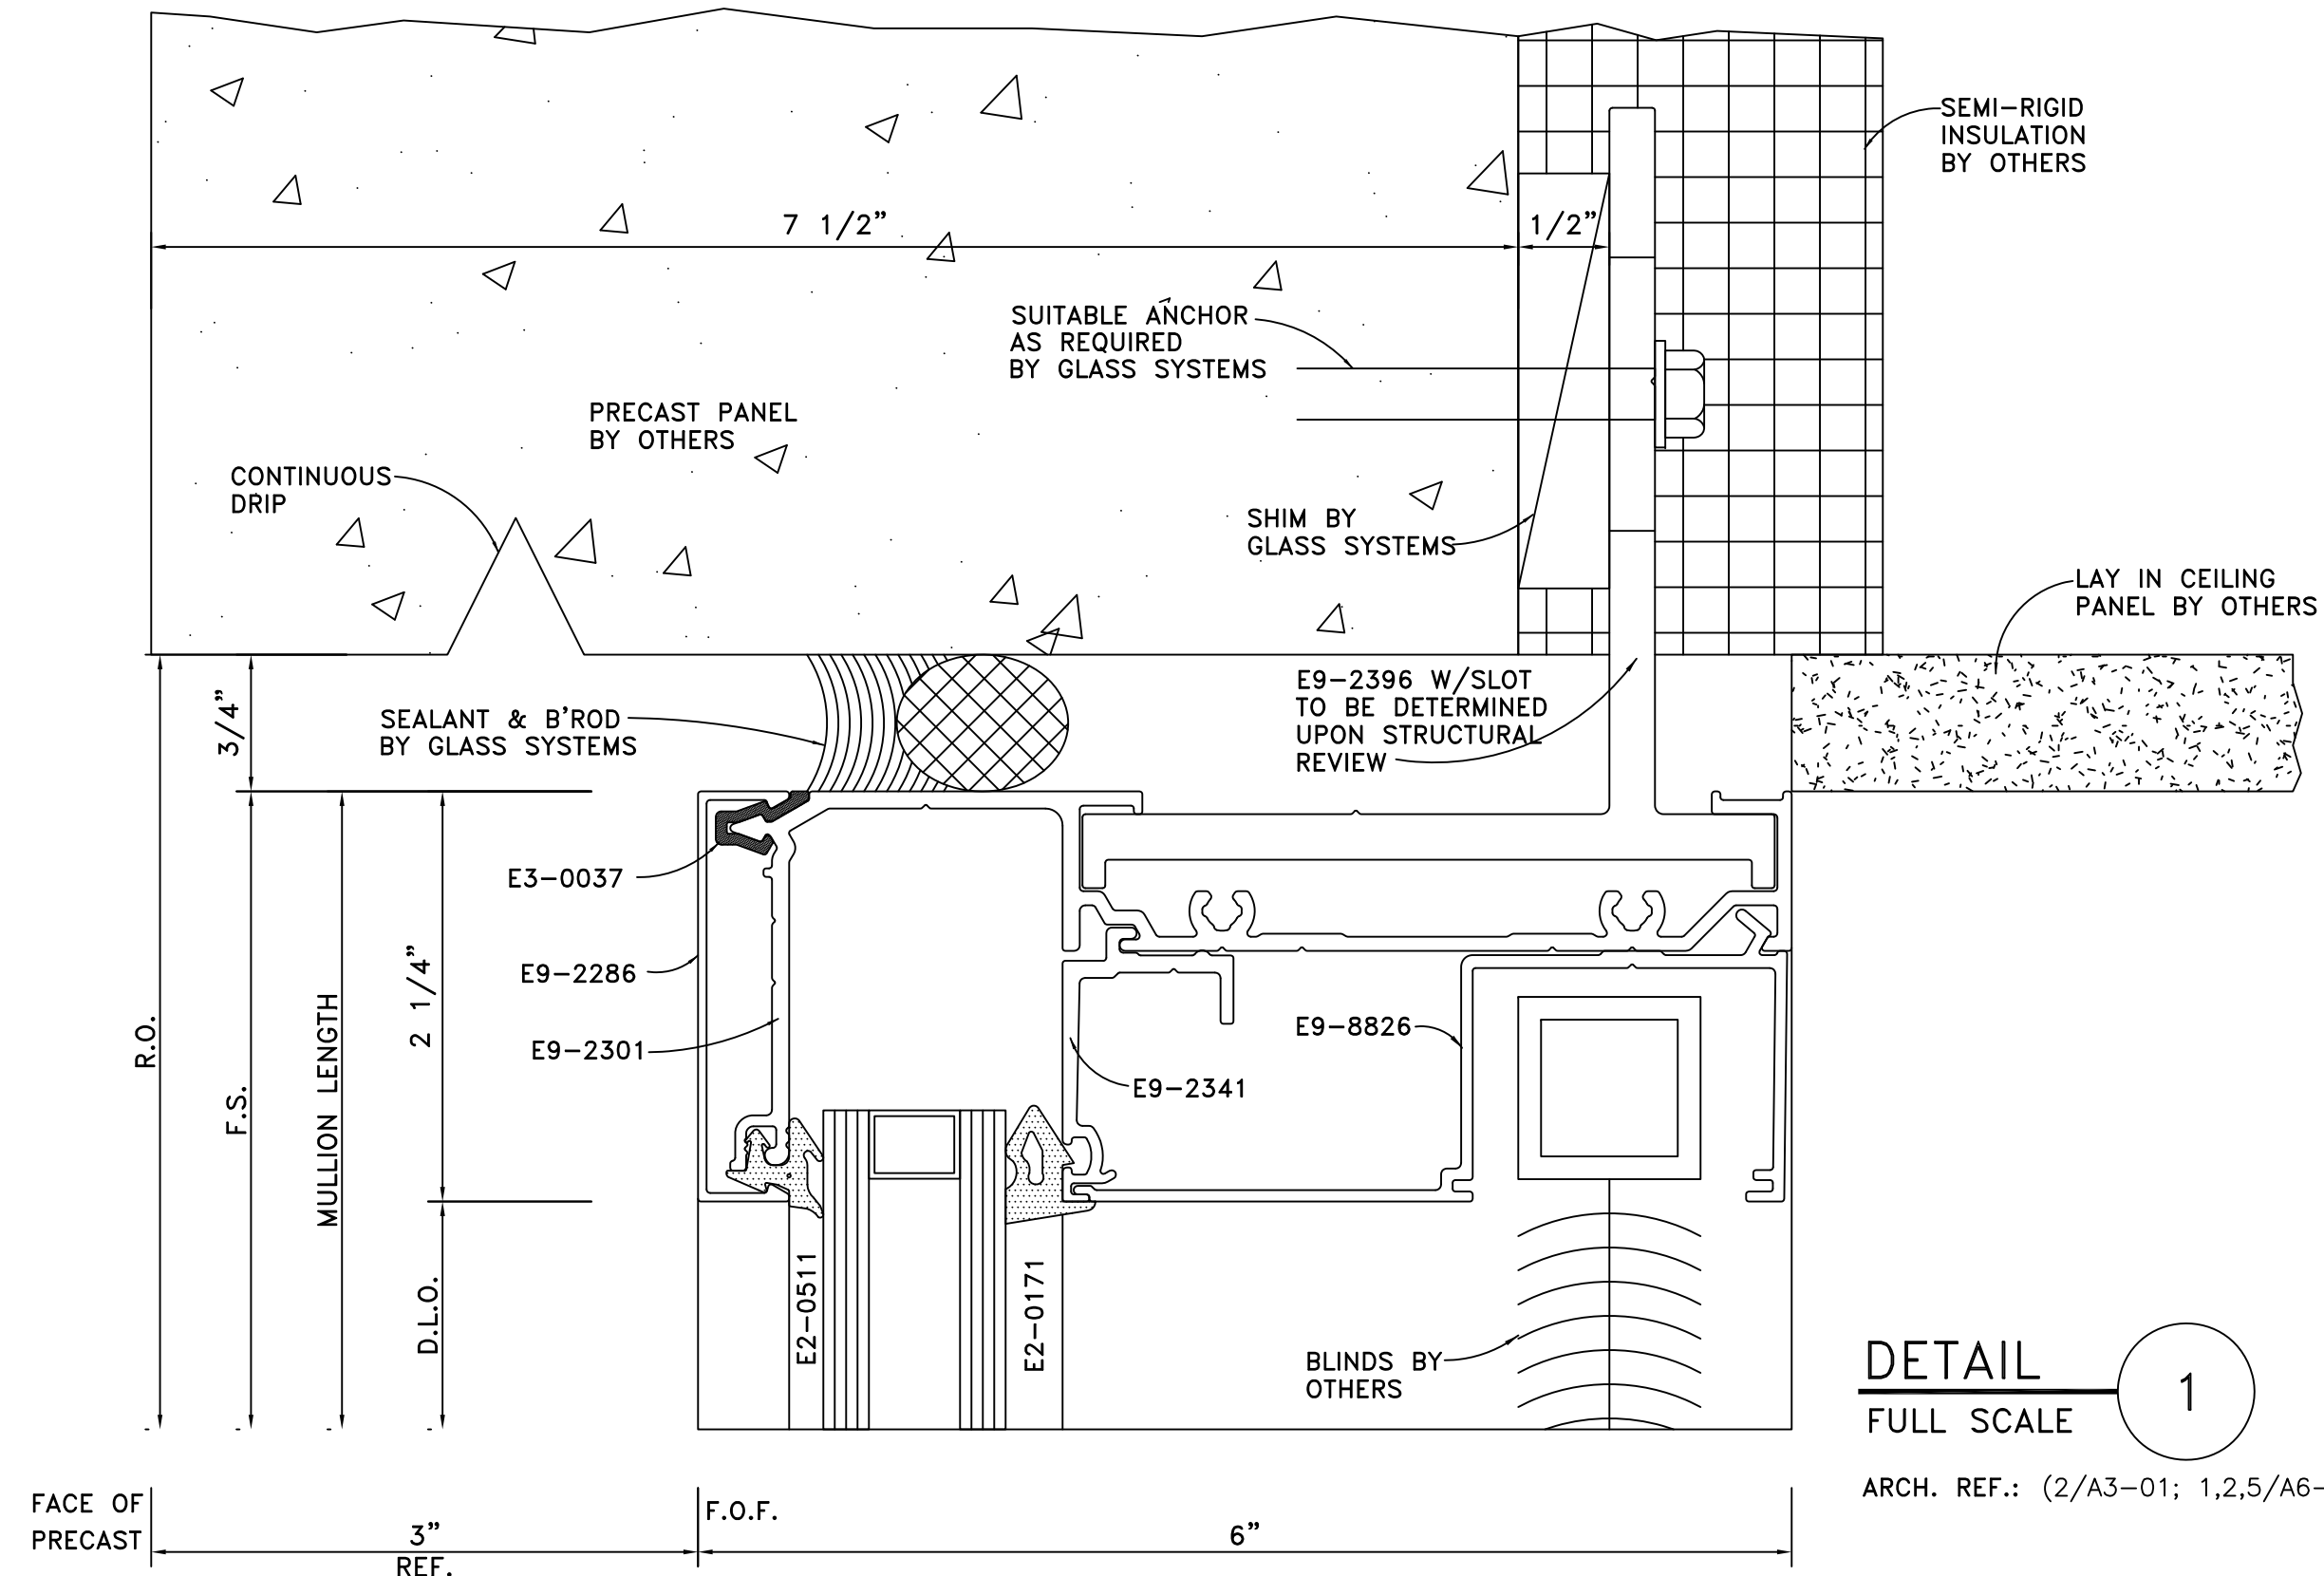 SEMI-RIGID
INSULATION
BY OTHERS
7 1/2”
1/2”
SUITABLE ANCHOR
AS REQUIRED
BY GLASS SYSTEMS
PRECAST PANEL
BY OTHERS
CONTINUOUS
DRIP
SHIM BY
GLASS SYSTEMS
LAY IN CEILING
PANEL BY OTHERS
3/4”
SEALANT & B’ROD
BY GLASS SYSTEMS
E9-2396 W/SLOT
TO BE DETERMINED
UPON STRUCTURAL
REVIEW
E3-0037
E9-2286
E9-2301
E9-8826
E9-2341
R.O.
F.S.
MULLION LENGTH
2 1/4”
D.L.O.
E2-0511
E2-0171
BLINDS BY
OTHERS
DETAIL
1
FULL SCALE
ARCH. REF.: (2/A3-01; 1,2,5/A6-
FACE OF
PRECAST
F.O.F.
3”
REF.
6”